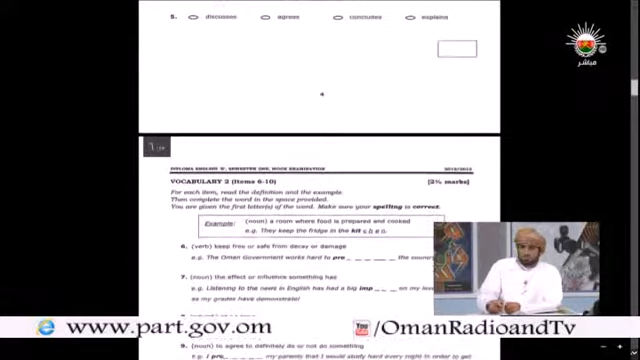 5. discusses agrees concludes explains
مباشر
4
DIPLOMA ENGLISH 'E', SEMESTER ONE, MOCK EXAMINATION 2012/2013
VOCABULARY 2 (Items 6-10) [2½ marks]
For each item, read the definition and the example.
Then complete the word in the space provided.
You are given the first letter(s) of the word. Make sure your spelling is correct.
Example: (noun) a room where food is prepared and cooked
e.g. They keep the fridge in the kit c h e n.
6. (verb) keep free or safe from decay or damage
e.g. The Oman Government works hard to pre_ _ _ _ _ the
7. (noun) the effect or influence something has
e.g. Listening to the news in English has had a big imp_ _ _ on my
as my grades have demonstrated
www.part.gov.om
You Tube /OmanRadioandTv
9. (noun) to agree to definitely do or not do something
e.g. I pro my parents that I would study hard every night in order to get